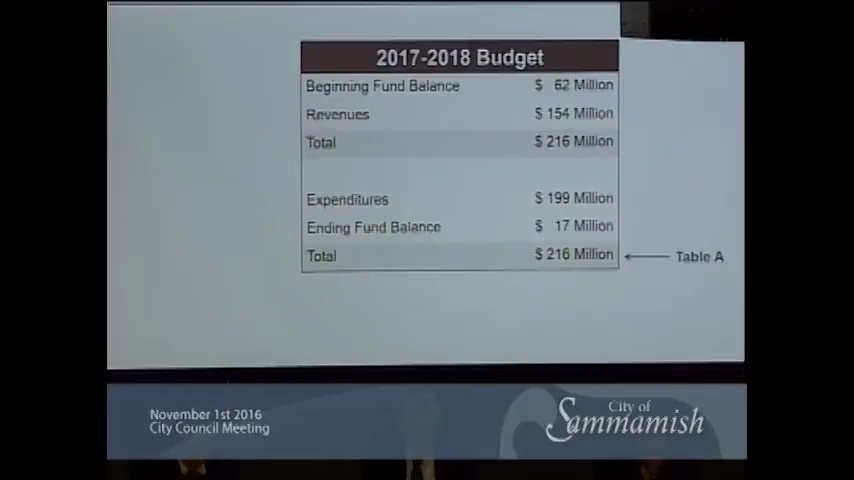 2017-2018 Budget
Beginning Fund Balance $ 62 Million
Revenues $ 154 Million
Total $ 216 Million
Expenditures $ 199 Million
Ending Fund Balance $ 17 Million
Total $ 216 Million
Table A
November 1st 2016
City Council Meeting
City of
Sammamish